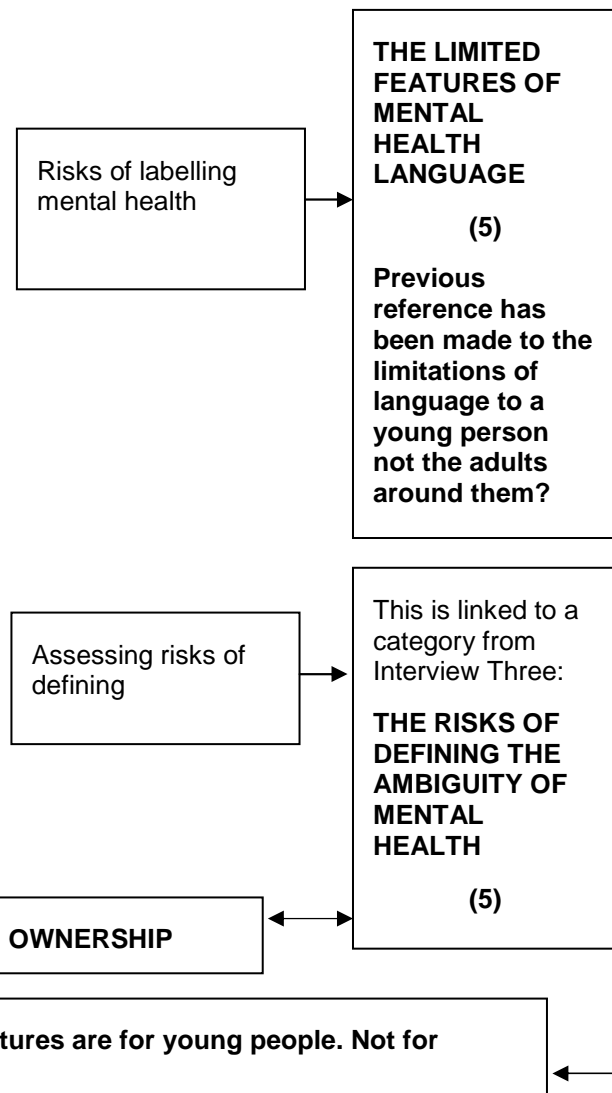 THE LIMITED
FEATURES OF
MENTAL
HEALTH
LANGUAGE
(5)
Previous
reference has
been made to the
limitations of
language to a
young person
not the adults
around them?
Risks of labelling
mental health
This is linked to a
category from
Interview Three:
THE RISKS OF
DEFINING THE
AMBIGUITY OF
MENTAL
HEALTH
(5)
Assessing risks of
defining
OWNERSHIP
tures are for young people. Not for